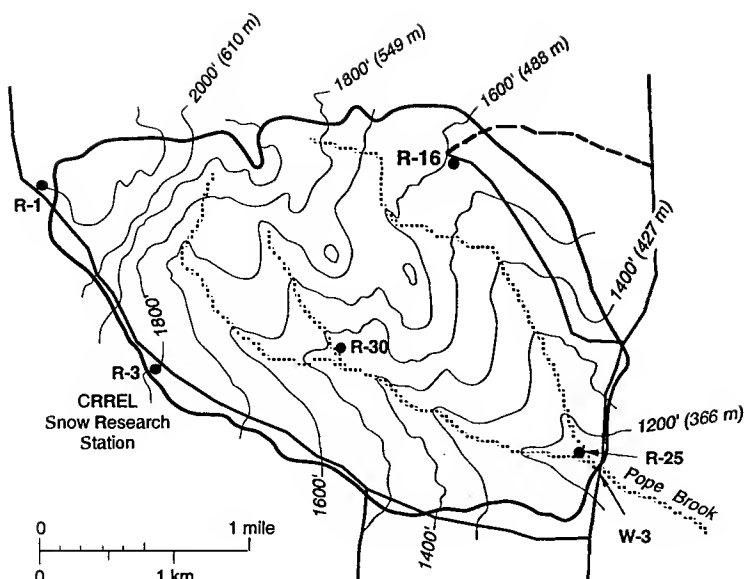 2000' (610 m)
1800' (549 m)
1600' (488 m)
R-16
R-1
1400' (427 m)
1800'
R-30
R-3
CRREL
Snow Research
Station
1200' (366 m)
R-25
1600'
Pope Brook
1400'
W-3
0 1 mile
0 1 km